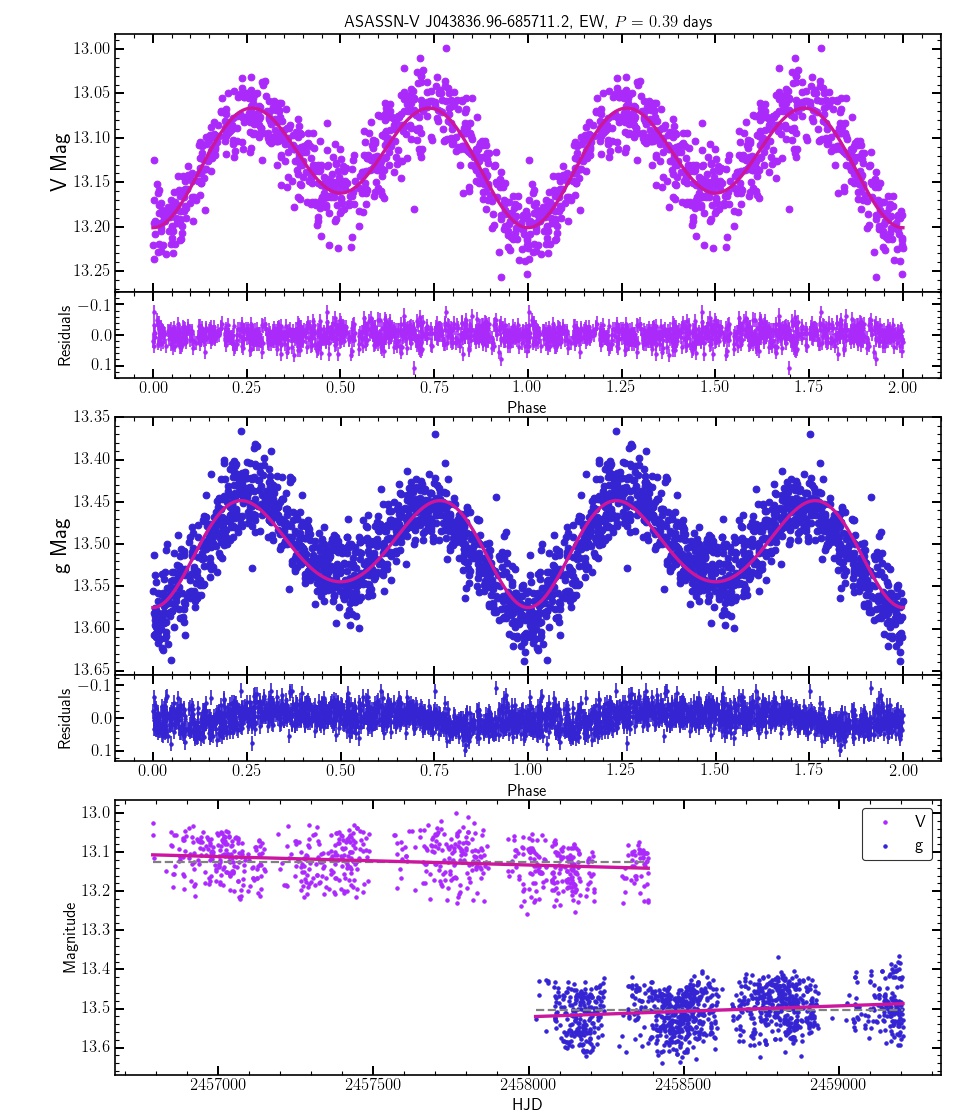 ASASSN-V J043836.96-685711.2, EW, P = 0.39 days
V Mag
13.00
13.05
13.10
13.15
13.20
13.25
Residuals
−0.1
0.0
0.1
0.00 0.25 0.50 0.75 1.00 1.25 1.50 1.75 2.00
Phase
g Mag
13.35
13.40
13.45
13.50
13.55
13.60
13.65
Residuals
−0.1
0.0
0.1
0.00 0.25 0.50 0.75 1.00 1.25 1.50 1.75 2.00
Phase
Magnitude
13.0
13.1
13.2
13.3
13.4
13.5
13.6
V
g
2457000 2457500 2458000 2458500 2459000
HJD